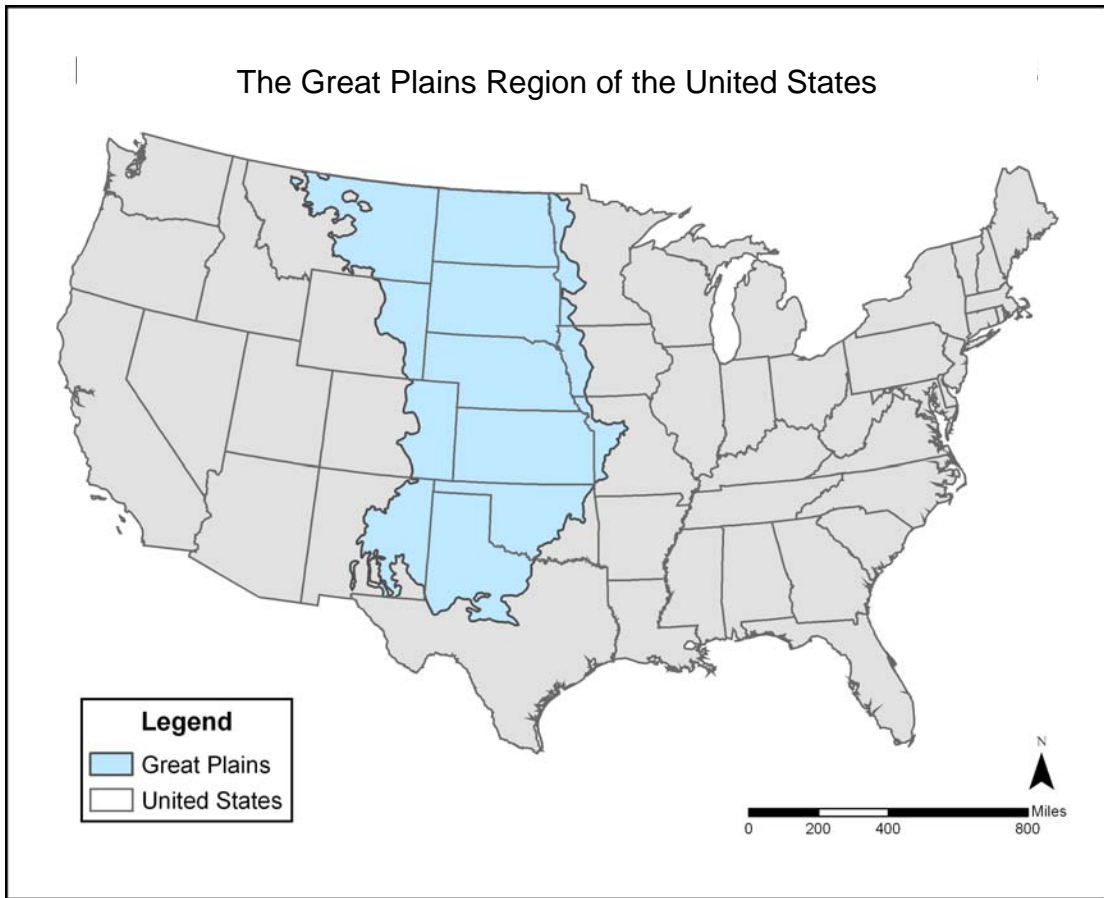 The Great Plains Region of the United States
Legend
Great Plains
United States
N
Miles
0 200 400 800